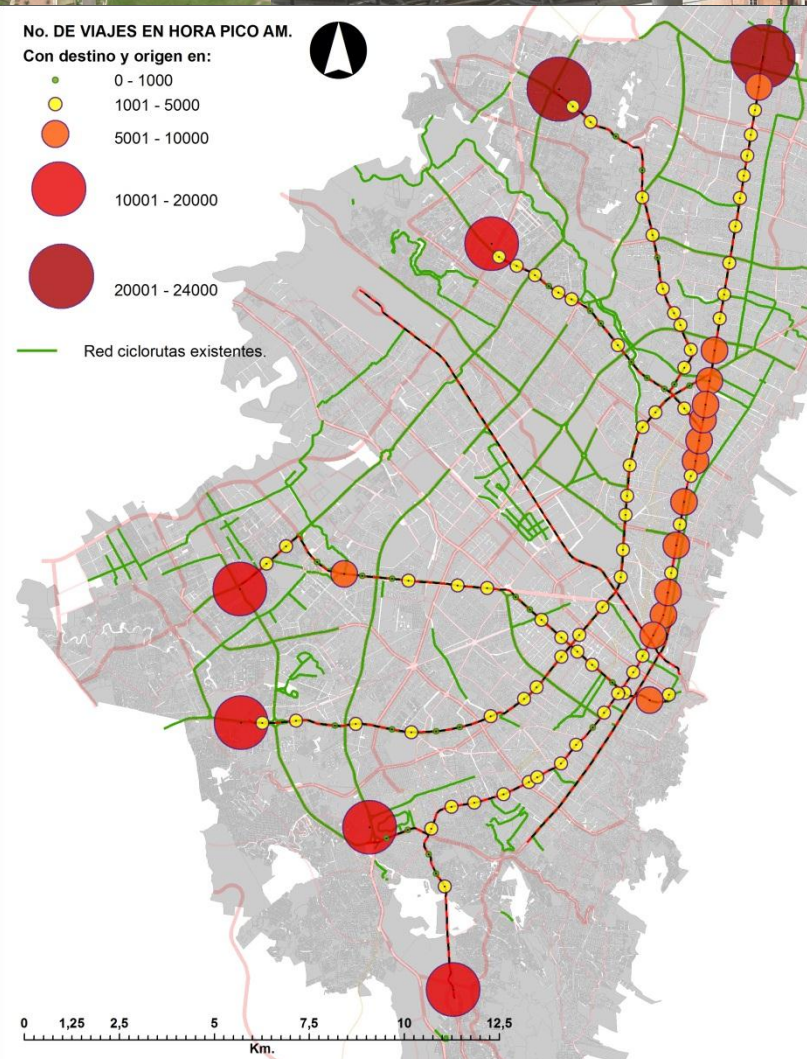 No. DE VIAJES EN HORA PICO AM.
Con destino y origen en:
0 - 1000
1001 - 5000
5001 - 10000
10001 - 20000
20001 - 24000
Red ciclorutas existentes.
0 1,25 2,5 5 7,5 10 12,5
Km.